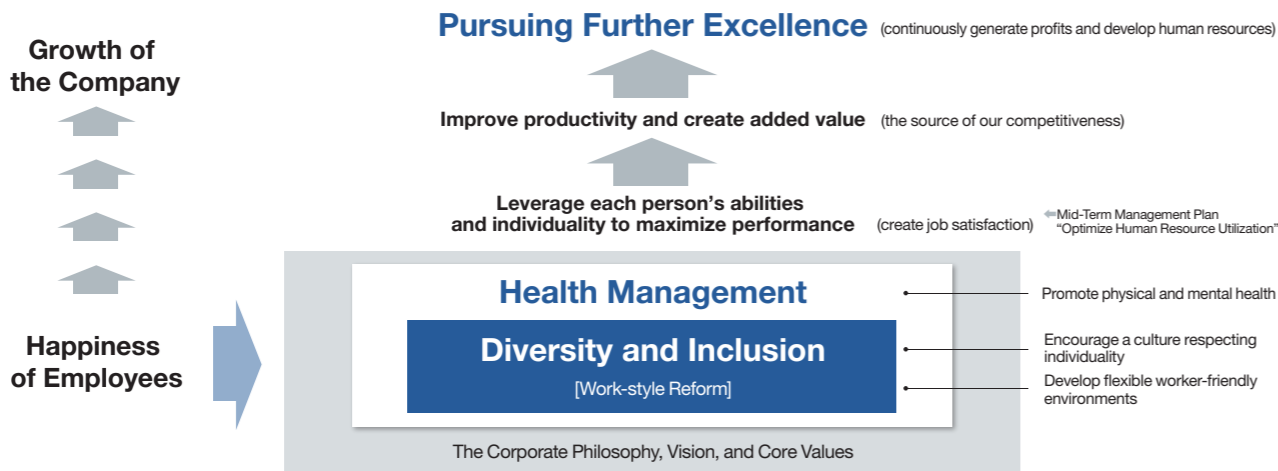 Growth of
the Company
Happiness
of Employees
Pursuing Further Excellence (continuously generate profits and develop human resources)
Improve productivity and create added value (the source of our competitiveness)
Leverage each person's abilities
and individuality to maximize performance (create job satisfaction)
Mid-Term Management Plan
“Optimize Human Resource Utilization”
Health Management
Promote physical and mental health
Diversity and Inclusion
Encourage a culture respecting
individuality
[Work-style Reform]
Develop flexible worker-friendly
environments
The Corporate Philosophy, Vision, and Core Values